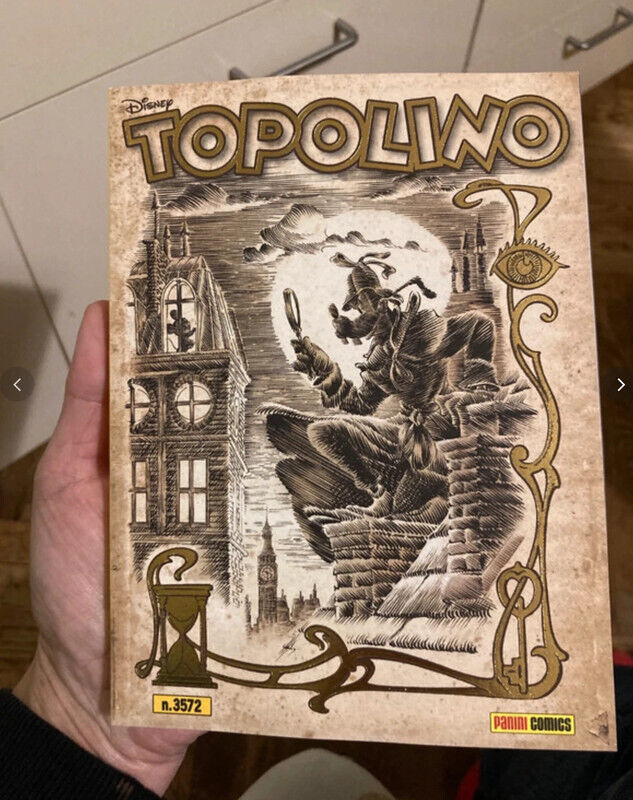 Disney
TOPOLINO
n.3572
PANINI COMICS